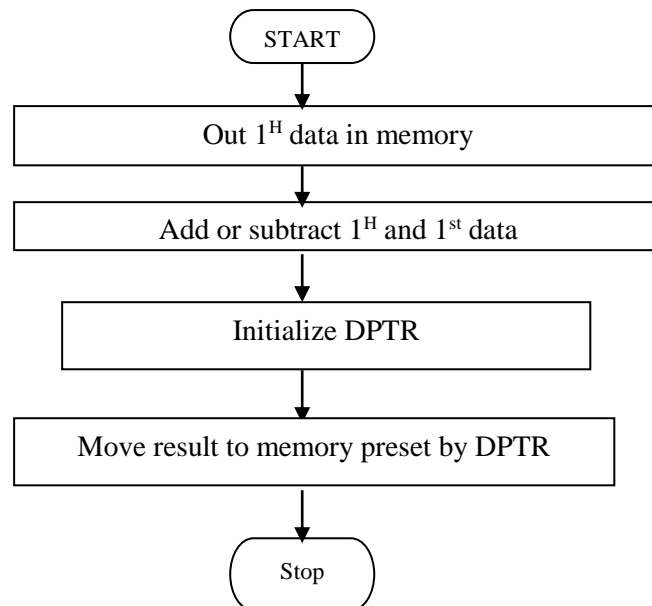 START
Out 1ᴴ data in memory
Add or subtract 1ᴴ and 1ˢᵗ data
Initialize DPTR
Move result to memory preset by DPTR
Stop